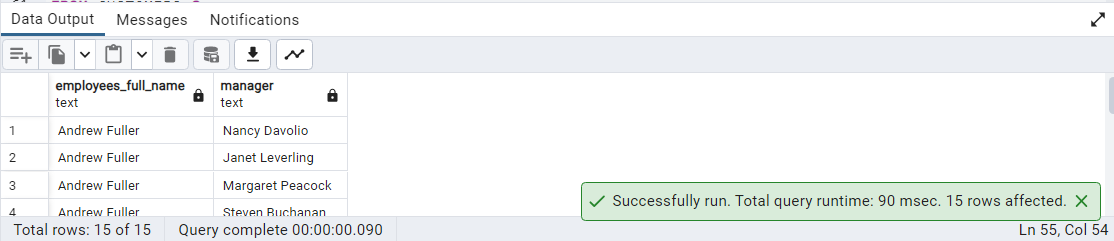 Data Output Messages Notifications
employees_full_name manager
text text
1 Andrew Fuller Nancy Davolio
2 Andrew Fuller Janet Leverling
3 Andrew Fuller Margaret Peacock
4 Andrew Fuller Steven Buchanan
Successfully run. Total query runtime: 90 msec. 15 rows affected.
Total rows: 15 of 15 Query complete 00:00:00.090 Ln 55, Col 54